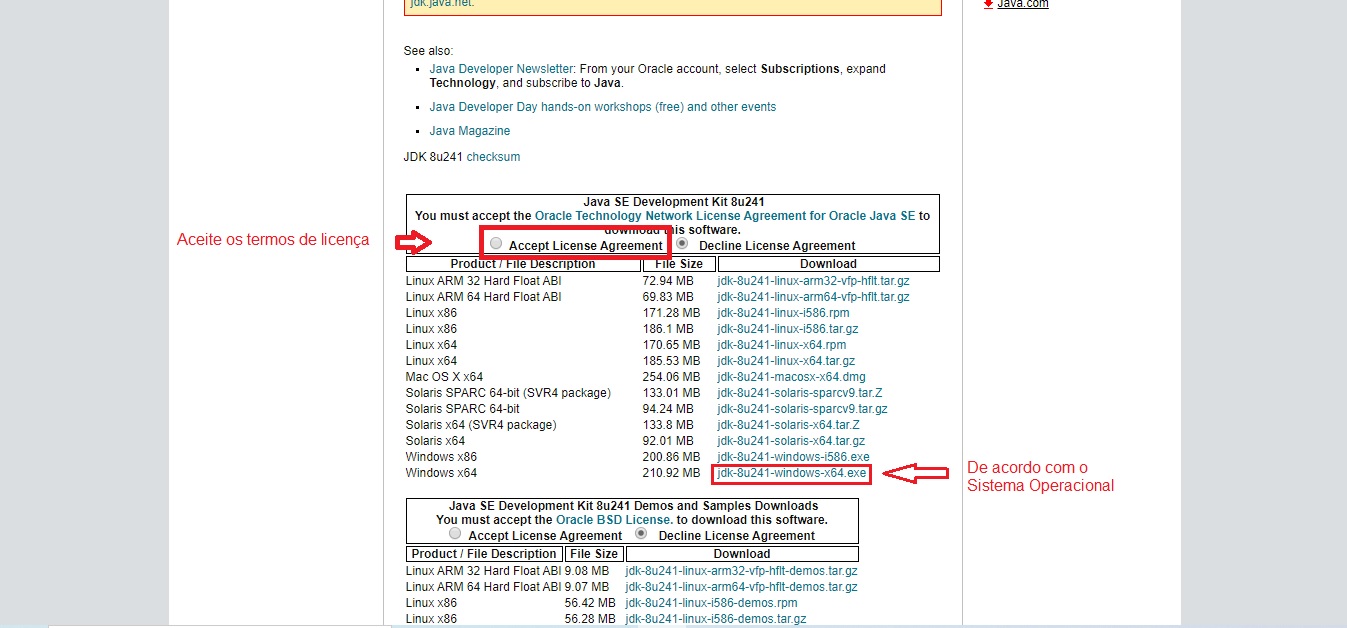 jdk.java.net.
Java.com
See also:
Java Developer Newsletter: From your Oracle account, select Subscriptions, expand
Technology, and subscribe to Java.
Java Developer Day hands-on workshops (free) and other events
Java Magazine
JDK 8u241 checksum
Java SE Development Kit 8u241
You must accept the Oracle Technology Network License Agreement for Oracle Java SE to
download this software.
Aceite os termos de licença
Accept License Agreement Decline License Agreement
Product / File Description File Size Download
Linux ARM 32 Hard Float ABI 72.94 MB jdk-8u241-linux-arm32-vfp-hflt.tar.gz
Linux ARM 64 Hard Float ABI 69.83 MB jdk-8u241-linux-arm64-vfp-hflt.tar.gz
Linux x86 171.28 MB jdk-8u241-linux-i586.rpm
Linux x86 186.1 MB jdk-8u241-linux-i586.tar.gz
Linux x64 170.65 MB jdk-8u241-linux-x64.rpm
Linux x64 185.53 MB jdk-8u241-linux-x64.tar.gz
Mac OS X x64 254.06 MB jdk-8u241-macosx-x64.dmg
Solaris SPARC 64-bit (SVR4 package) 133.01 MB jdk-8u241-solaris-sparcv9.tar.Z
Solaris SPARC 64-bit 94.24 MB jdk-8u241-solaris-sparcv9.tar.gz
Solaris x64 (SVR4 package) 133.8 MB jdk-8u241-solaris-x64.tar.Z
Solaris x64 92.01 MB jdk-8u241-solaris-x64.tar.gz
Windows x86 200.86 MB jdk-8u241-windows-i586.exe
Windows x64 210.92 MB jdk-8u241-windows-x64.exe
De acordo com o
Sistema Operacional
Java SE Development Kit 8u241 Demos and Samples Downloads
You must accept the Oracle BSD License. to download this software.
Accept License Agreement Decline License Agreement
Product / File Description File Size Download
Linux ARM 32 Hard Float ABI 9.08 MB jdk-8u241-linux-arm32-vfp-hflt-demos.tar.gz
Linux ARM 64 Hard Float ABI 9.07 MB jdk-8u241-linux-arm64-vfp-hflt-demos.tar.gz
Linux x86 56.42 MB jdk-8u241-linux-i586-demos.rpm
Linux x86 56.28 MB jdk-8u241-linux-i586-demos.tar.gz